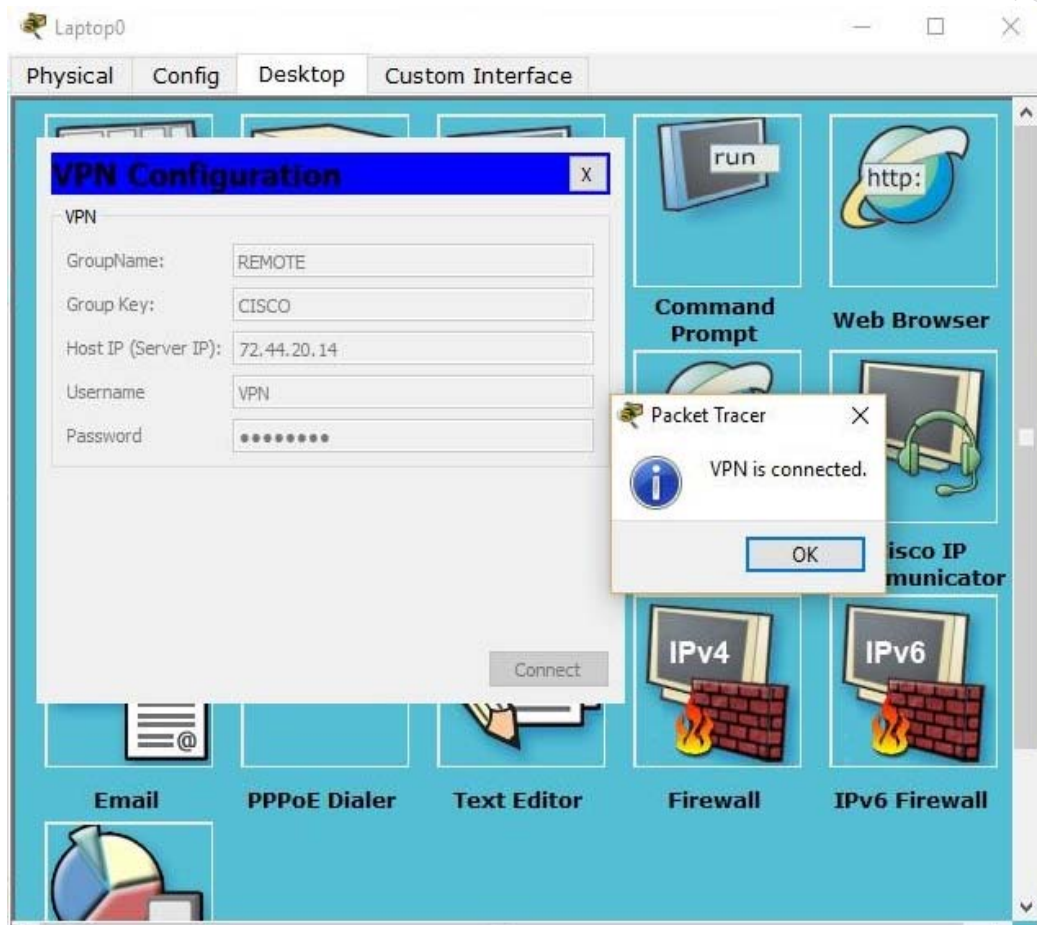 Laptop0
Physical Config Desktop Custom Interface
VPN Configuration
X
VPN
GroupName: REMOTE
Group Key: CISCO
Host IP (Server IP): 72.44.20.14
Username VPN
Password ••••••••
Connect
run
http:
Command
Prompt
Web Browser
Packet Tracer
VPN is connected.
OK
isco IP
municator
IPv4
IPv6
@
Email
PPPoE Dialer
Text Editor
Firewall
IPv6 Firewall